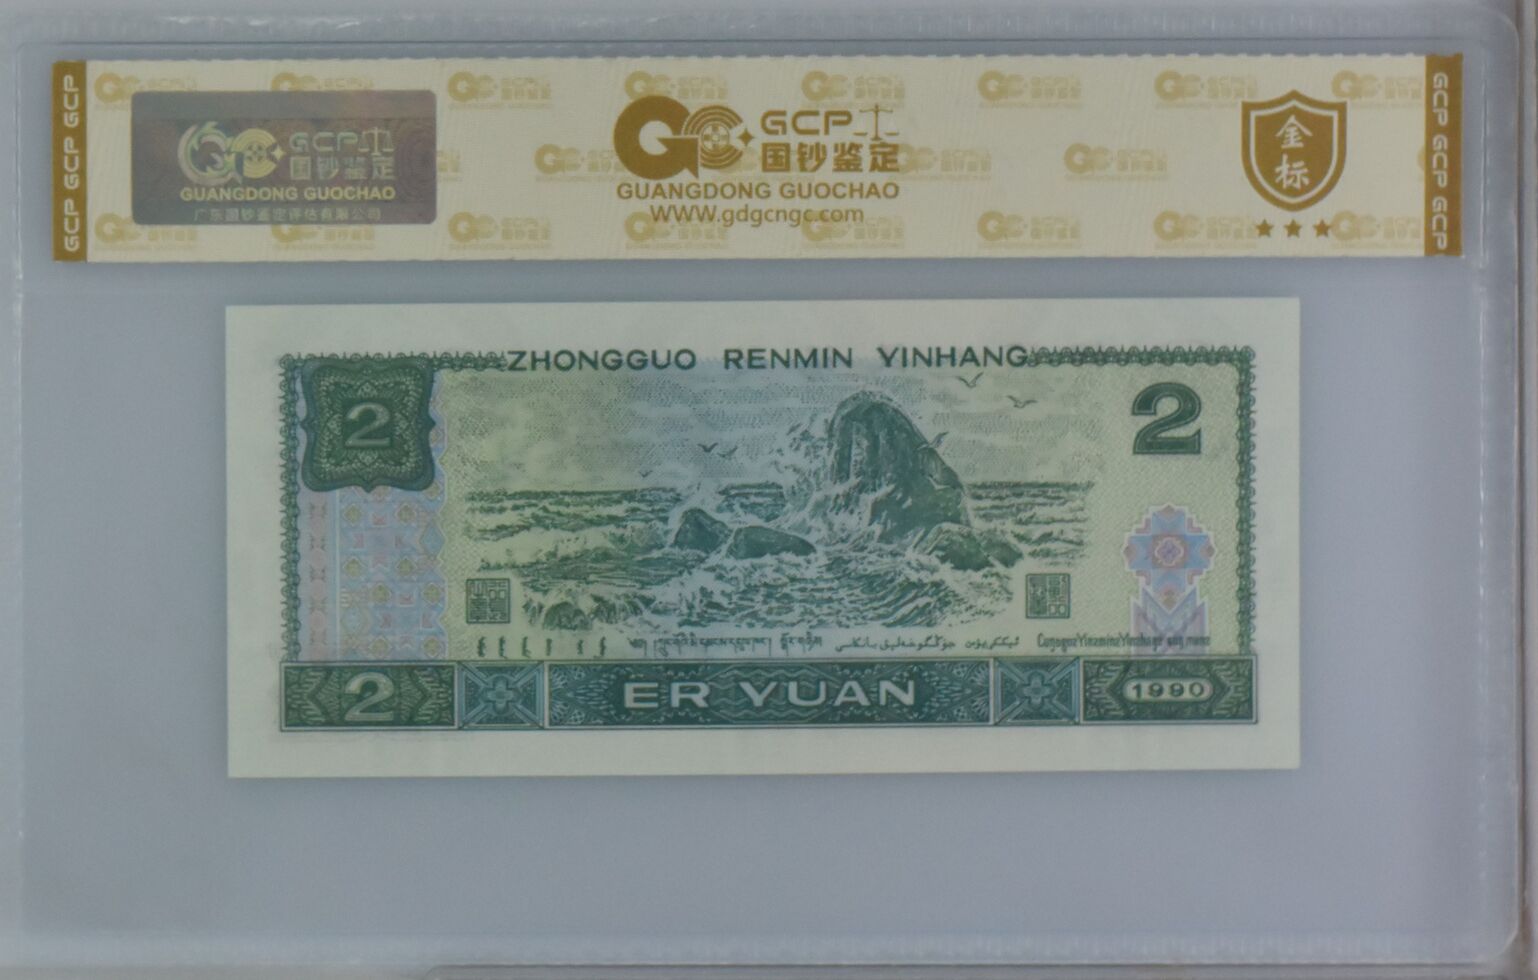 GCP GCP GCP
GCP
国钞鉴定
GUANGDONG GUOCHAO
广东国钞鉴定评估有限公司
GCP
国钞鉴定
GUANGDONG GUOCHAO
WWW.gdgcngc.com
金标
GCP GCP GCP
ZHONGGUO RENMIN YINHANG
2
2
2
ER YUAN
1990